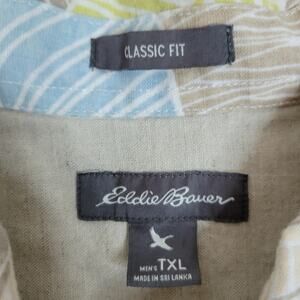 CLASSIC FIT
Eddie Bauer
MEN'S TXL
MADE IN SRI LANKA